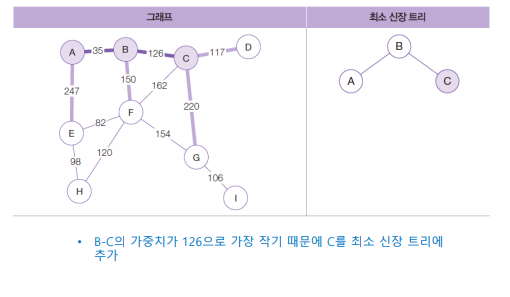 그래프 최소 신장 트리
A 35 B 126 C 117 D
B
247 150 162
A C
220
F
E 82
154
98 120
G
H 106
I
• B-C의 가중치가 126으로 가장 작기 때문에 C를 최소 신장 트리에
추가